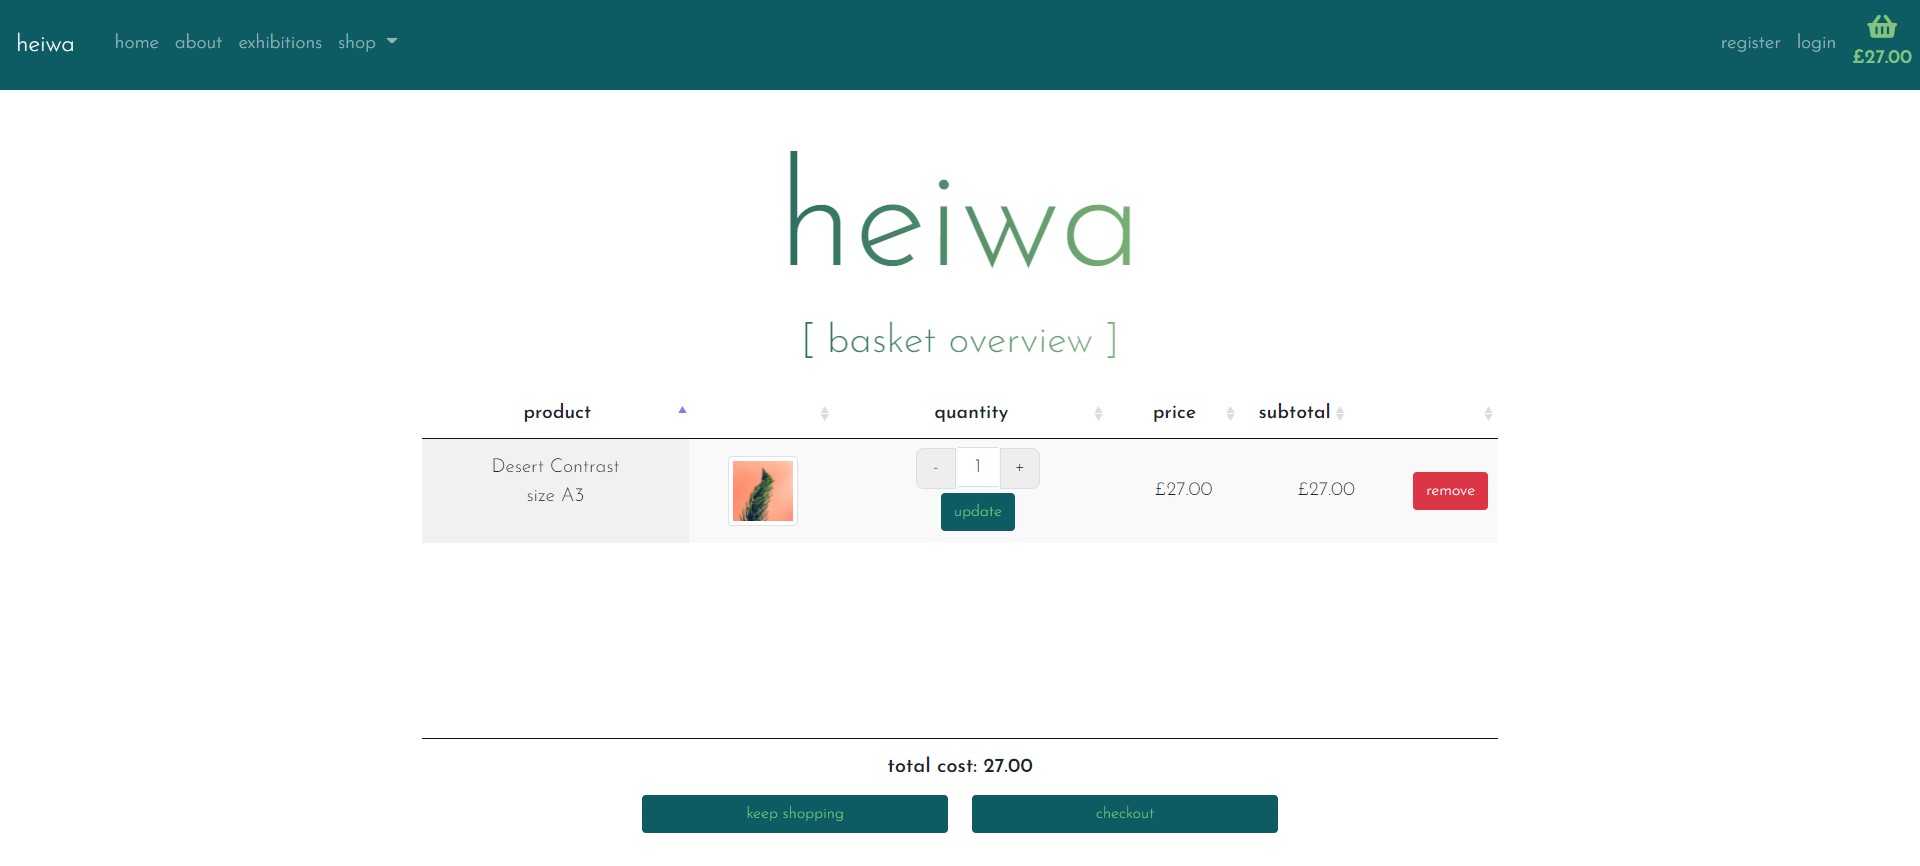 heiwa home about exhibitions shop register login
£27.00
heiwa
[ basket overview ]
product quantity price subtotal
Desert Contrast
size A3
- 1 +
update
£27.00 £27.00 remove
total cost: 27.00
keep shopping checkout